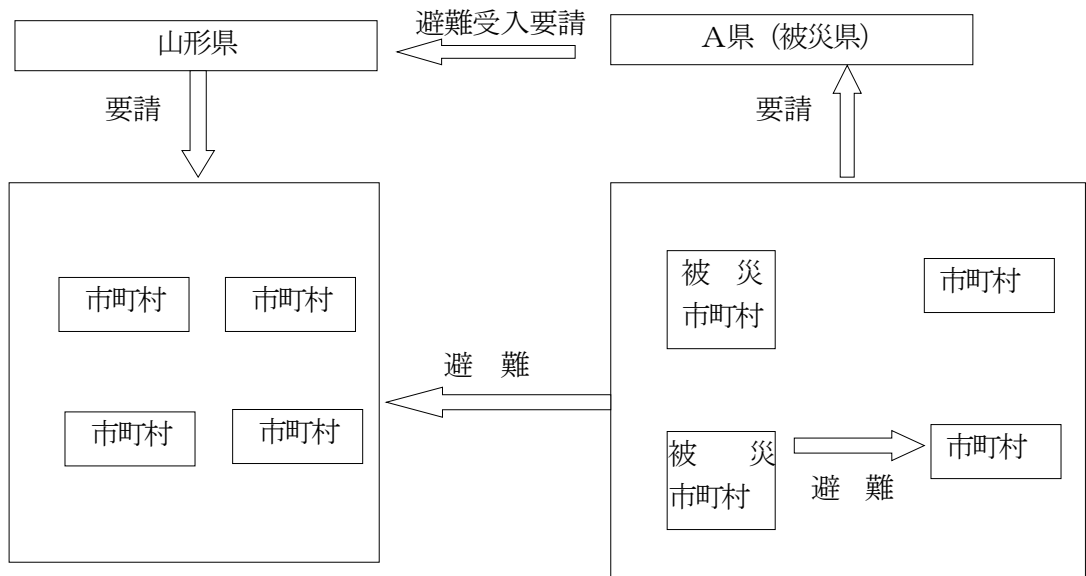 山形県
避難受入要請
A県(被災県)
要請
要請
市町村
市町村
市町村
市町村
避　難
被　災
市町村
市町村
被　　災
市町村
避　難
市町村